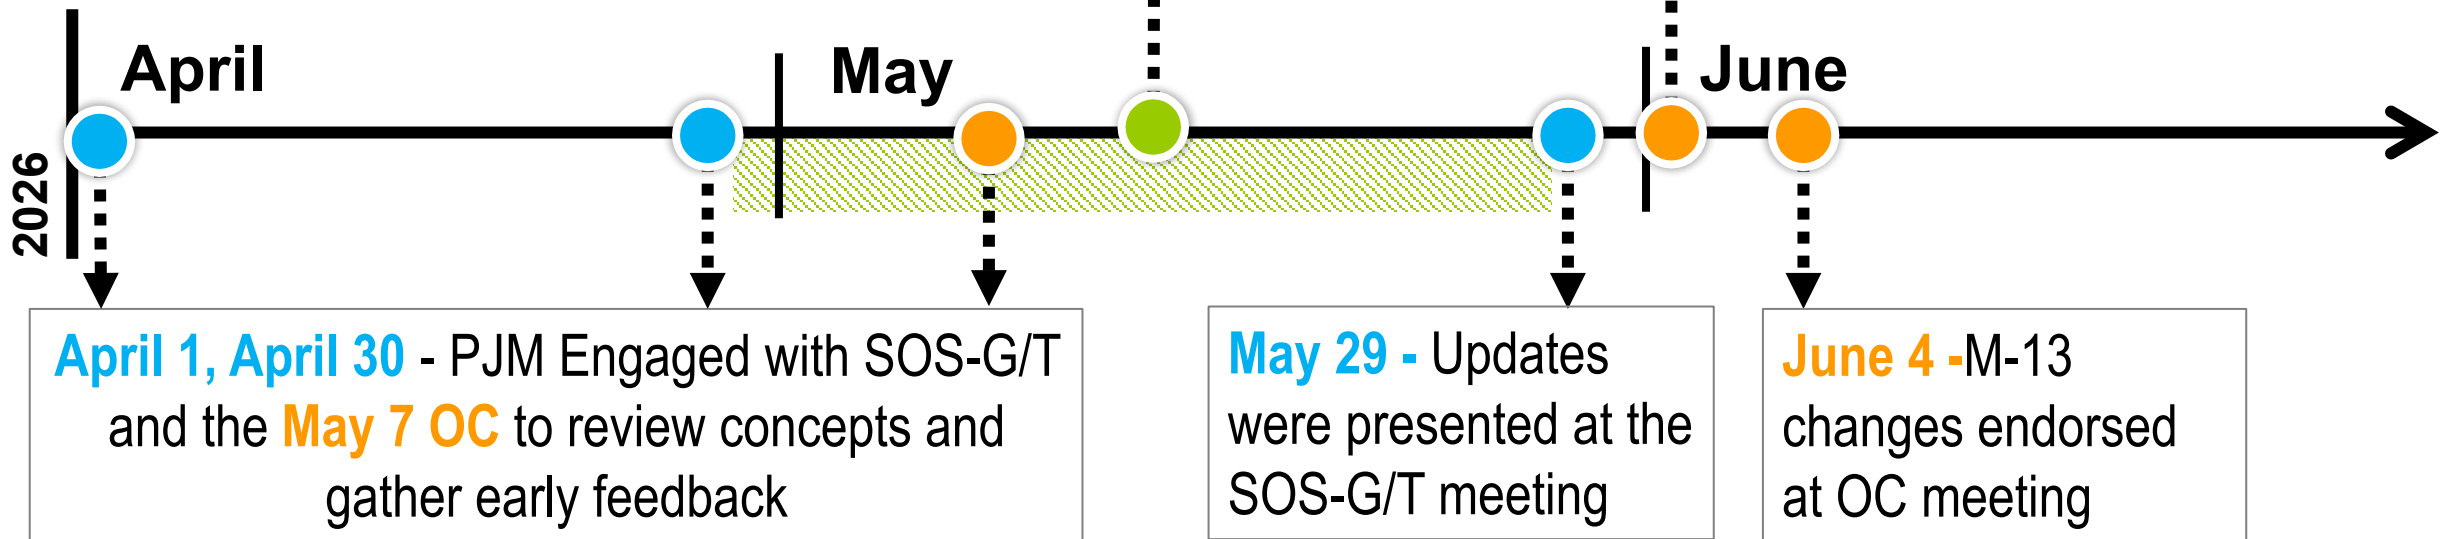 April
May
June
2026
April 1, April 30 - PJM Engaged with SOS-G/T
and the May 7 OC to review concepts and
gather early feedback
May 29 - Updates
were presented at the
SOS-G/T meeting
June 4 -M-13
changes endorsed
at OC meeting